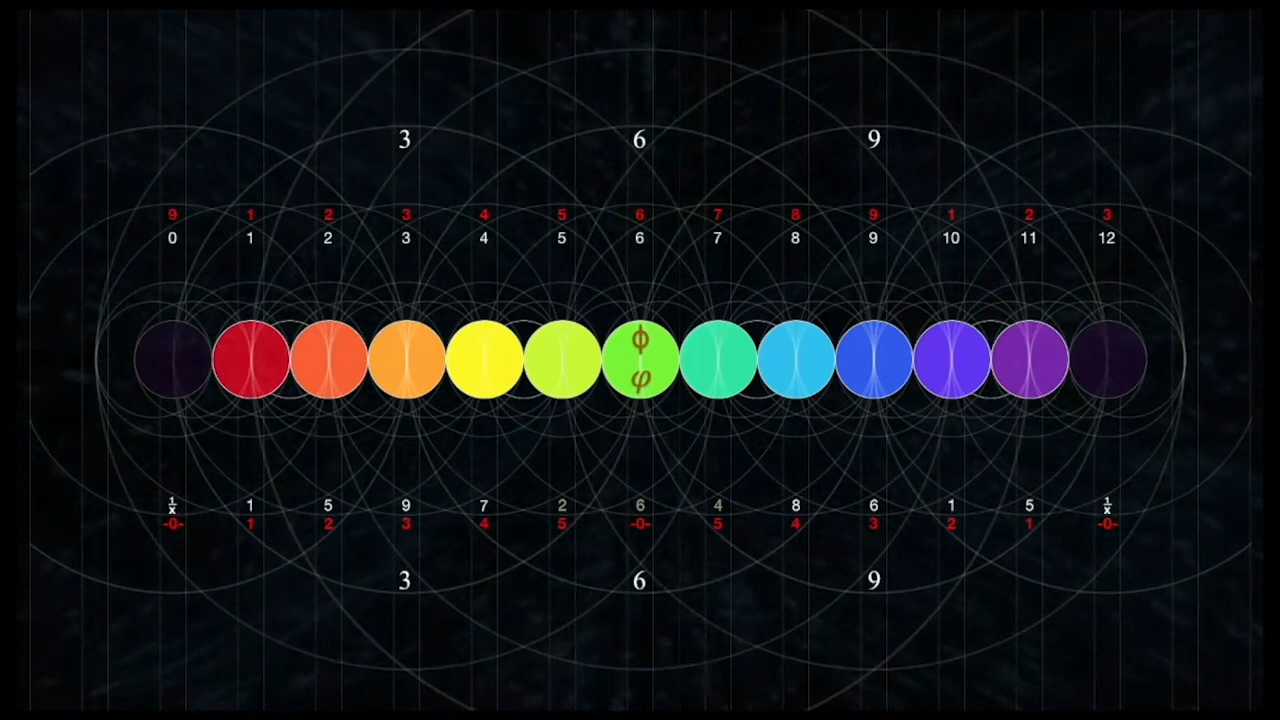 3 6 9
9 1 2 3 4 5 6 7 8 9 1 2 3
0 1 2 3 4 5 6 7 8 9 10 11 12
ϕ
φ
1/x 1 5 9 7 2 6 4 8 6 1 5 1/x
-0- 1 2 3 4 5 -0- 5 4 3 2 1 -0-
3 6 9